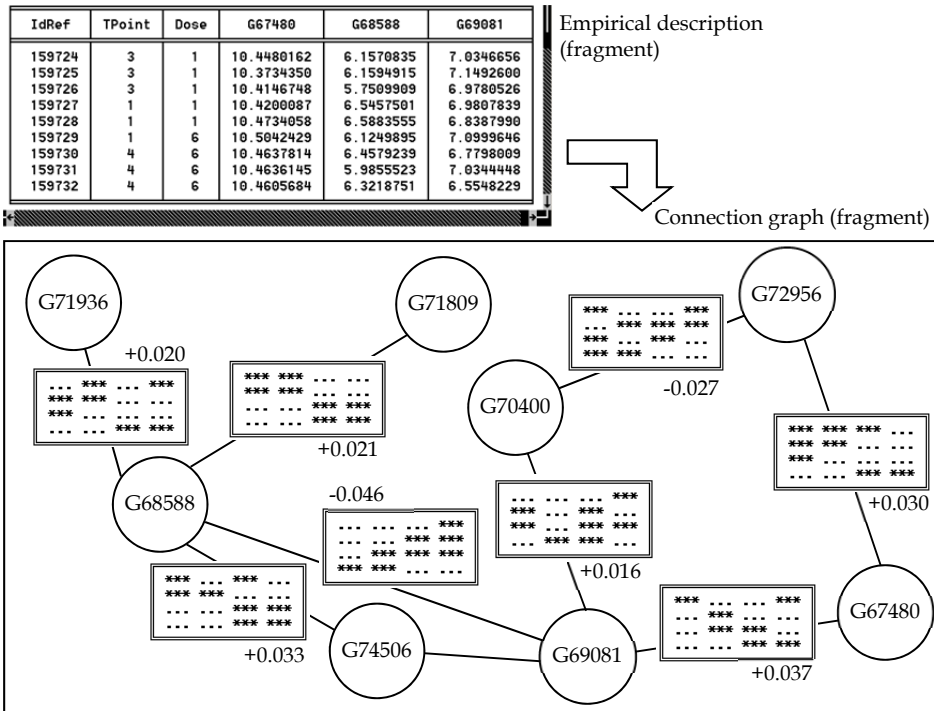 IdRef TPoint Dose G67480 G68588 G69081
159724 3 1 10.4480162 6.1570835 7.0346656
159725 3 1 10.3734350 6.1594915 7.1492600
159726 3 1 10.4146748 5.7509909 6.9780526
159727 1 1 10.4200087 6.5457501 6.9807839
159728 1 1 10.4734058 6.5883555 6.8387990
159729 1 6 10.5042429 6.1249895 7.0999646
159730 4 6 10.4637814 6.4579239 6.7798009
159731 4 6 10.4636145 5.9855523 7.0344448
159732 4 6 10.4605684 6.3218751 6.5548229
Empirical description
(fragment)
Connection graph (fragment)
G71936
G71809
G72956
*** ... ... ***
... *** *** ***
*** ... *** ...
*** *** ... ...
-0.027
+0.020
... *** ... ***
*** *** ... ...
*** ... ... ...
... ... *** ***
*** *** ... ...
*** *** ... ...
... ... *** ***
... ... *** ***
+0.021
G70400
*** *** *** ...
*** *** ... ...
*** ... ... ...
... ... *** ***
+0.030
G68588
-0.046
... ... ... ***
... ... *** ***
... *** *** ***
*** *** ... ...
... ... ... ***
*** ... *** ...
*** ... *** ***
... *** *** ...
+0.016
*** ... *** ...
*** *** ... ...
... ... *** ***
... ... *** ***
+0.033
G74506
G69081
*** ... ... ***
... *** ... ...
... *** *** ...
... ... *** ***
+0.037
G67480